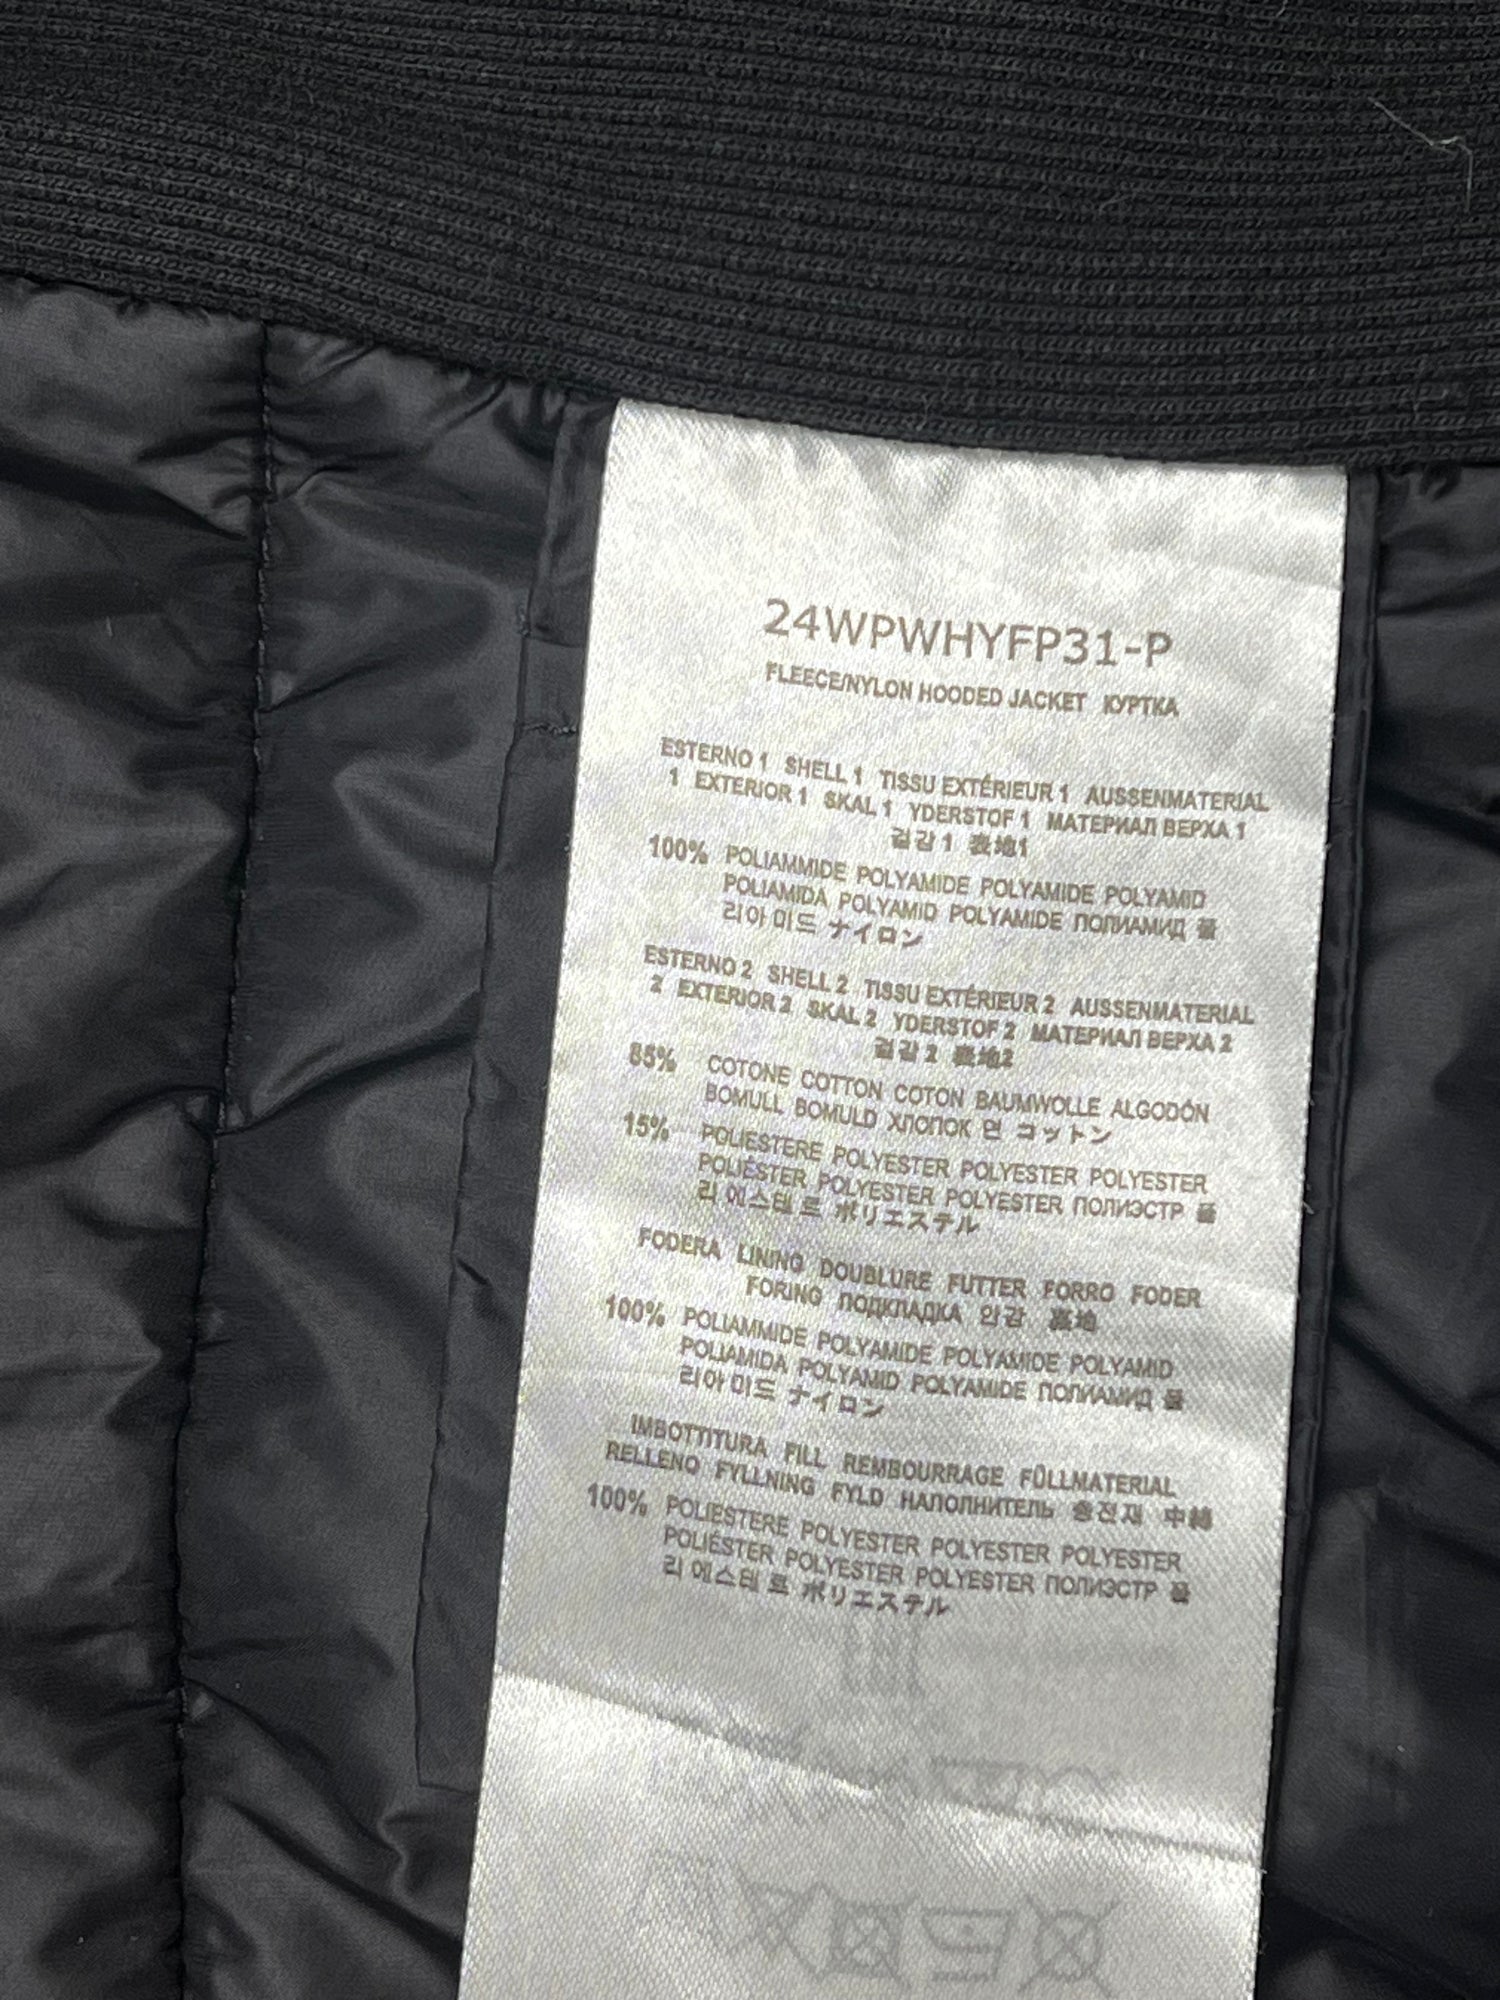 24WPWHYFP31-P
FLEECE/NYLON HOODED JACKET КУРТКА
ESTERNO 1 SHELL 1 TISSU EXTÉRIEUR 1 AUSSENMATERIAL
1 EXTERIOR 1 SKAL 1 YDERSTOF 1 МАТЕРИАЛ ВЕРХА 1
겉감 1 表地1
100% POLIAMMIDE POLYAMIDE POLYAMIDE POLYAMID
POLIAMIDA POLYAMID POLYAMIDE ПОЛИАМИД 폴
리아미드 ナイロン
ESTERNO 2 SHELL 2 TISSU EXTÉRIEUR 2 AUSSENMATERIAL
2 EXTERIOR 2 SKAL 2 YDERSTOF 2 МАТЕРИАЛ ВЕРХА 2
겉감 2 表地2
85% COTONE COTTON COTON BAUMWOLLE ALGODÓN
BOMULL BOMULD ХЛОПОК 면 コットン
15% POLIESTERE POLYESTER POLYESTER POLYESTER
POLIÉSTER POLYESTER POLYESTER ПОЛИЭСТР 폴
리에스테르 ポリエステル
FODERA LINING DOUBLURE FUTTER FORRO FODER
FORING ПОДКЛАДКА 안감 裏地
100% POLIAMMIDE POLYAMIDE POLYAMIDE POLYAMID
POLIAMIDA POLYAMID POLYAMIDE ПОЛИАМИД 폴
리아미드 ナイロン
IMBOTTITURA FILL REMBOURRAGE FÜLLMATERIAL
RELLENO FYLLNING FYLD НАПОЛНИТЕЛЬ 충전재 中綿
100% POLIESTERE POLYESTER POLYESTER POLYESTER
POLIÉSTER POLYESTER POLYESTER ПОЛИЭСТР 폴
리에스테르 ポリエステル